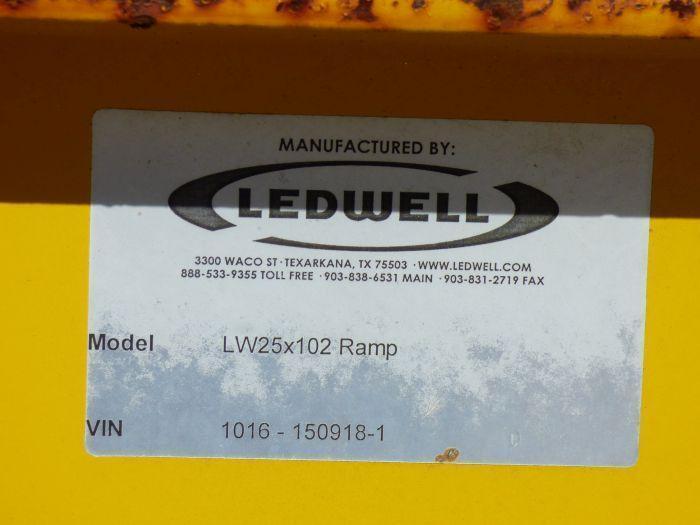 MANUFACTURED BY:
LEDWELL
3300 WACO ST · TEXARKANA, TX 75503 · WWW.LEDWELL.COM
888-533-9355 TOLL FREE · 903-838-6531 MAIN · 903-831-2719 FAX
Model LW25x102 Ramp
VIN 1016 - 150918-1